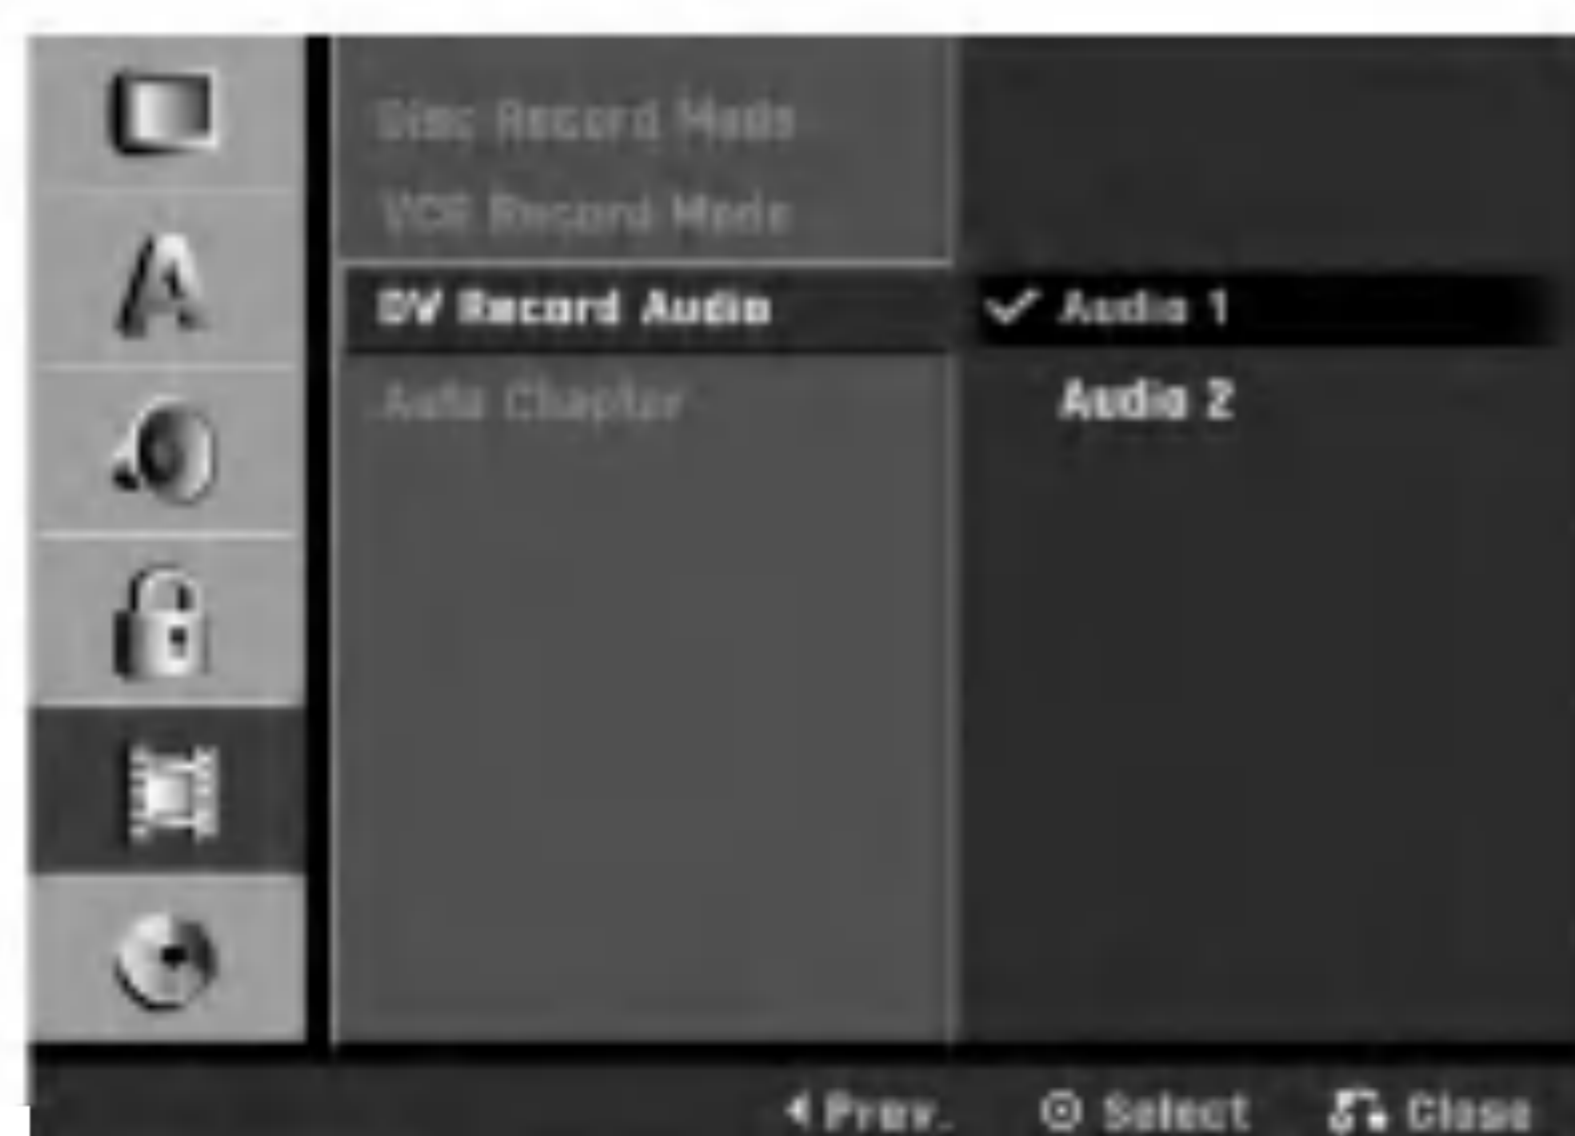 Disc Record Mode
VCR Record Mode
DV Record Audio
Audio 1
Auto Chapter
Audio 2
Prev.
Select
Close